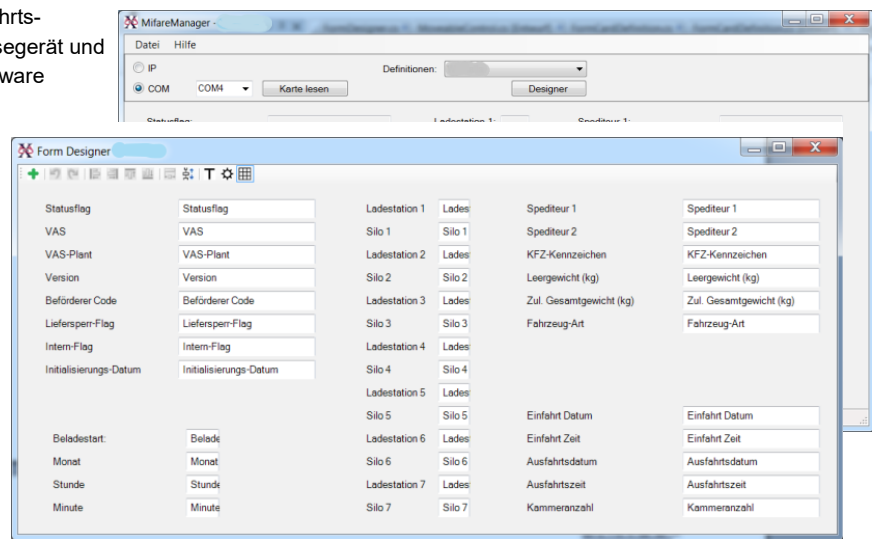 hrts-
segerät und
ware
MifareManager -
Datei Hilfe
IP
Definitionen:
COM COM4 Karte lesen Designer
Statusflag: Ladestation 1: Spediteur 1:
Form Designer
Statusflag Statusflag Ladestation 1 Lades Spediteur 1 Spediteur 1
VAS VAS Silo 1 Silo 1 Spediteur 2 Spediteur 2
VAS-Plant VAS-Plant Ladestation 2 Lades KFZ-Kennzeichen KFZ-Kennzeichen
Version Version Silo 2 Silo 2 Leergewicht (kg) Leergewicht (kg)
Beförderer Code Beförderer Code Ladestation 3 Lades Zul. Gesamtgewicht (kg) Zul. Gesamtgewicht (kg)
Liefersperr-Flag Liefersperr-Flag Silo 3 Silo 3 Fahrzeug-Art Fahrzeug-Art
Intern-Flag Intern-Flag Ladestation 4 Lades
Initialisierungs-Datum Initialisierungs-Datum Silo 4 Silo 4
Ladestation 5 Lades
Silo 5 Silo 5 Einfahrt Datum Einfahrt Datum
Beladestart: Belade Ladestation 6 Lades Einfahrt Zeit Einfahrt Zeit
Monat Monat Silo 6 Silo 6 Ausfahrtsdatum Ausfahrtsdatum
Stunde Stunde Ladestation 7 Lades Ausfahrtszeit Ausfahrtszeit
Minute Minute Silo 7 Silo 7 Kammeranzahl Kammeranzahl